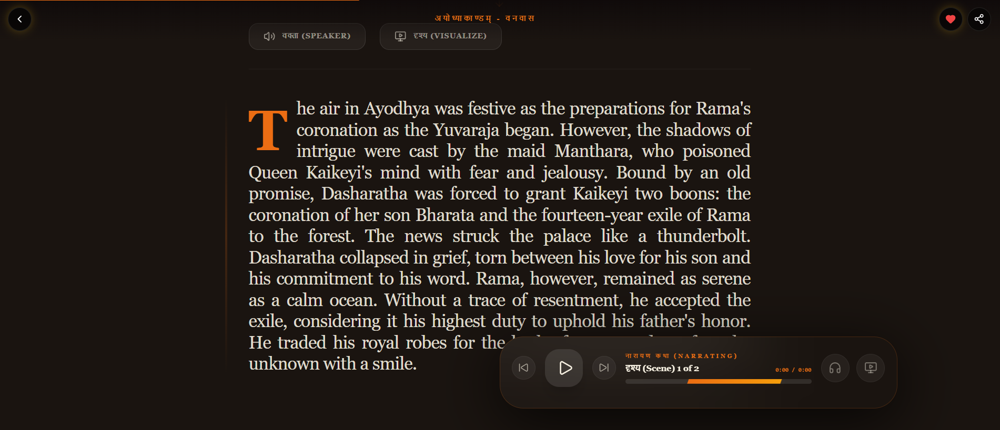 अयोध्याकाण्डम् - वनवास
वक्ता (SPEAKER)
दृश्य (VISUALIZE)
The air in Ayodhya was festive as the preparations for Rama's
coronation as the Yuvaraja began. However, the shadows of
intrigue were cast by the maid Manthara, who poisoned
Queen Kaikeyi's mind with fear and jealousy. Bound by an old
promise, Dasharatha was forced to grant Kaikeyi two boons: the
coronation of her son Bharata and the fourteen-year exile of Rama
to the forest. The news struck the palace like a thunderbolt.
Dasharatha collapsed in grief, torn between his love for his son and
his commitment to his word. Rama, however, remained as serene
as a calm ocean. Without a trace of resentment, he accepted the
exile, considering it his highest duty to uphold his father's honor.
He traded his royal robes for the
unknown with a smile.
नारायण कथा (NARRATING)
दृश्य (Scene) 1 of 2
0:00 / 0:00